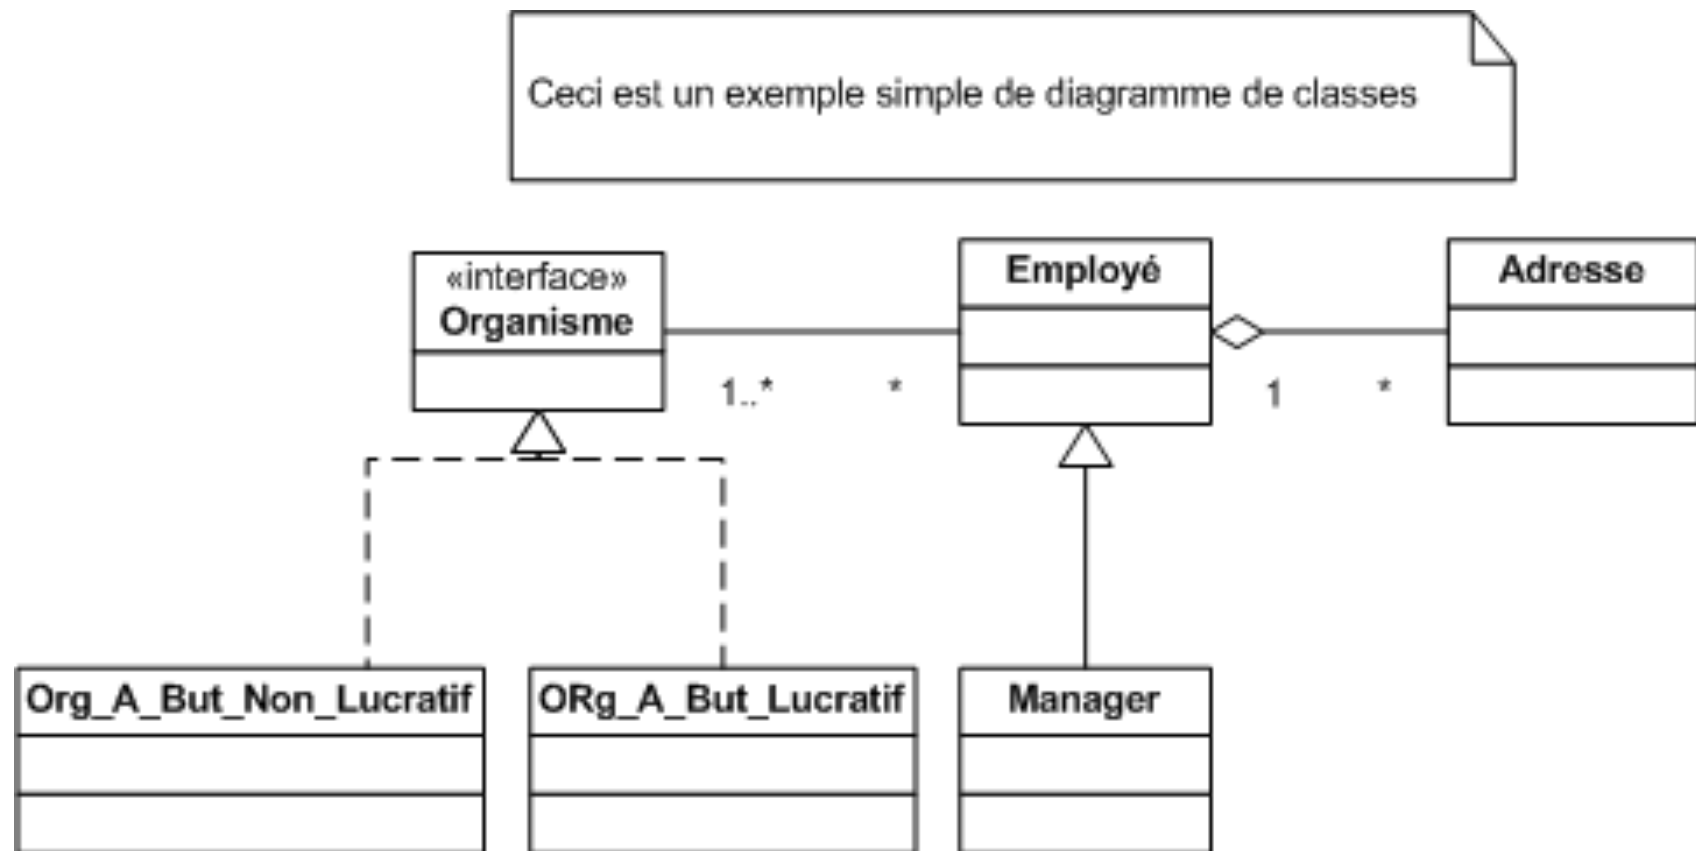 Ceci est un exemple simple de diagramme de classes
«interface»
Organisme
Employé
Adresse
1..*
*
1
*
Org_A_But_Non_Lucratif
ORg_A_But_Lucratif
Manager